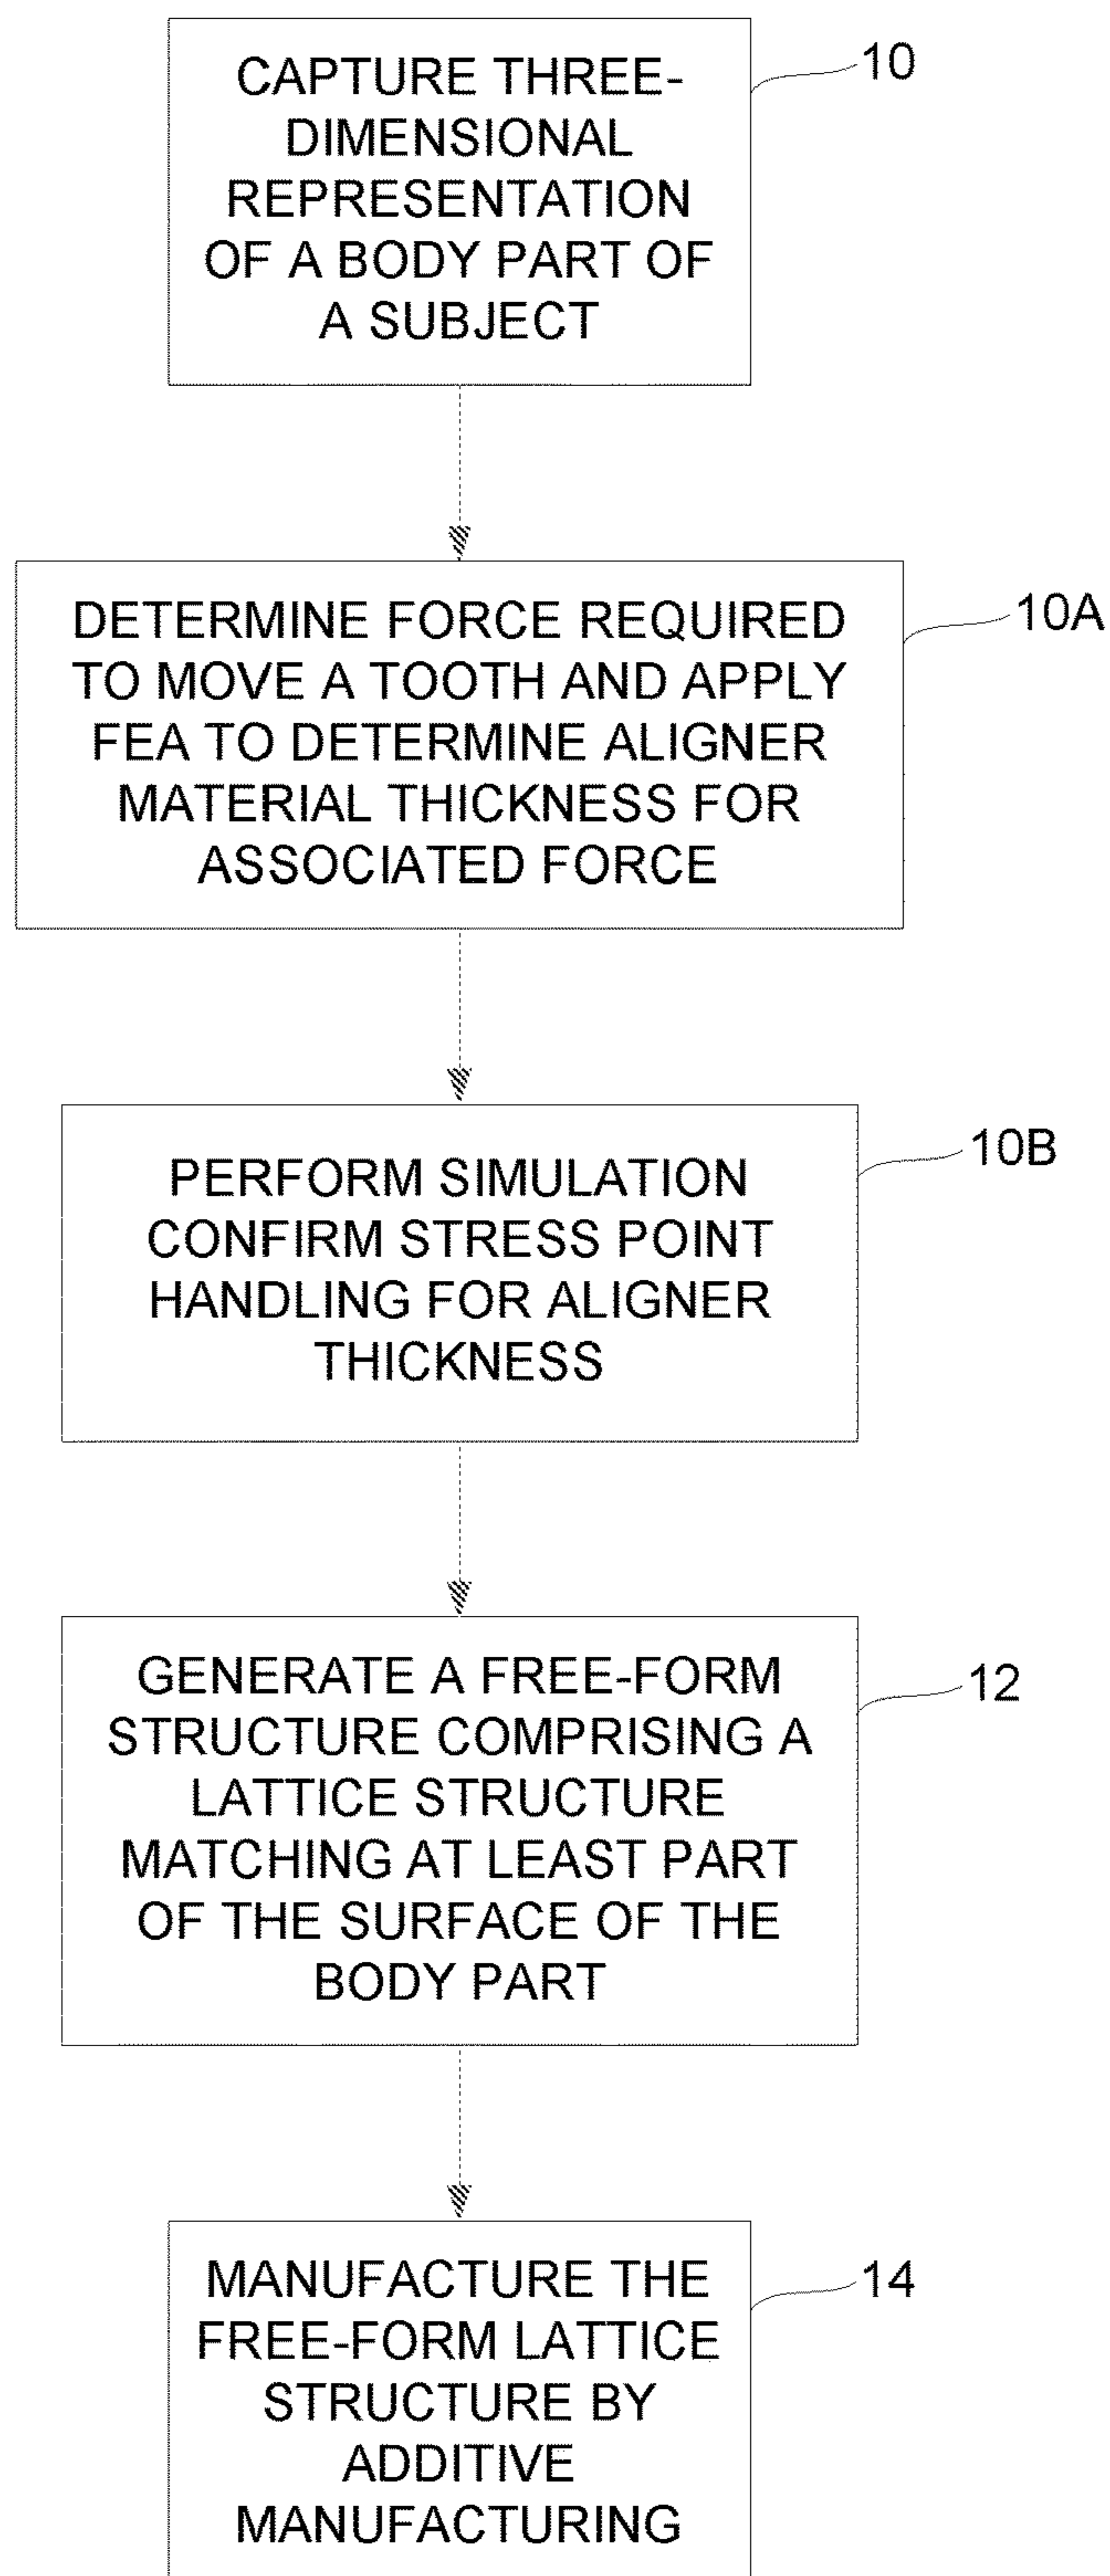 CAPTURE THREE-
DIMENSIONAL
REPRESENTATION
OF A BODY PART OF
A SUBJECT
10
DETERMINE FORCE REQUIRED
TO MOVE A TOOTH AND APPLY
FEA TO DETERMINE ALIGNER
MATERIAL THICKNESS FOR
ASSOCIATED FORCE
10A
PERFORM SIMULATION
CONFIRM STRESS POINT
HANDLING FOR ALIGNER
THICKNESS
10B
GENERATE A FREE-FORM
STRUCTURE COMPRISING A
LATTICE STRUCTURE
MATCHING AT LEAST PART
OF THE SURFACE OF THE
BODY PART
12
MANUFACTURE THE
FREE-FORM LATTICE
STRUCTURE BY
ADDITIVE
MANUFACTURING
14